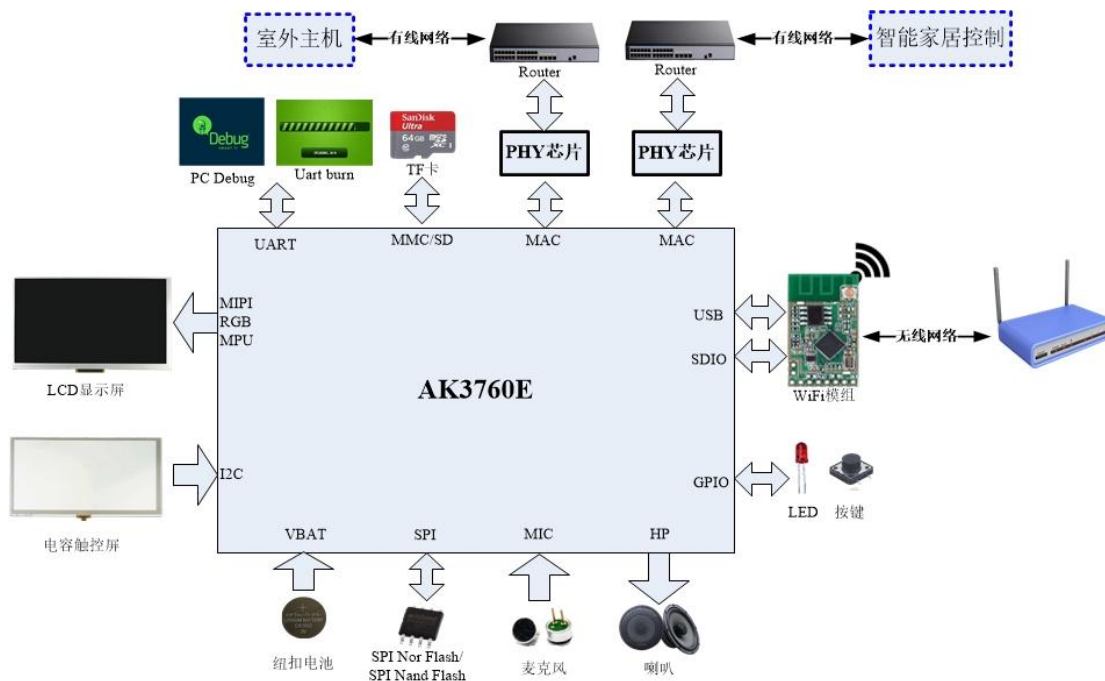 室外主机
有线网络
有线网络
智能家居控制
Router
Router
Debug
SanDisk
Ultra
64GB
PHY芯片
PHY芯片
PC Debug
Uart burn
TF卡
UART
MMC/SD
MAC
MAC
MIPI
RGB
MPU
USB
SDIO
无线网络
LCD显示屏
AK3760E
WiFi模组
I2C
GPIO
LED
按键
电容触控屏
VBAT
SPI
MIC
HP
纽扣电池
SPI Nor Flash/
SPI Nand Flash
麦克风
喇叭